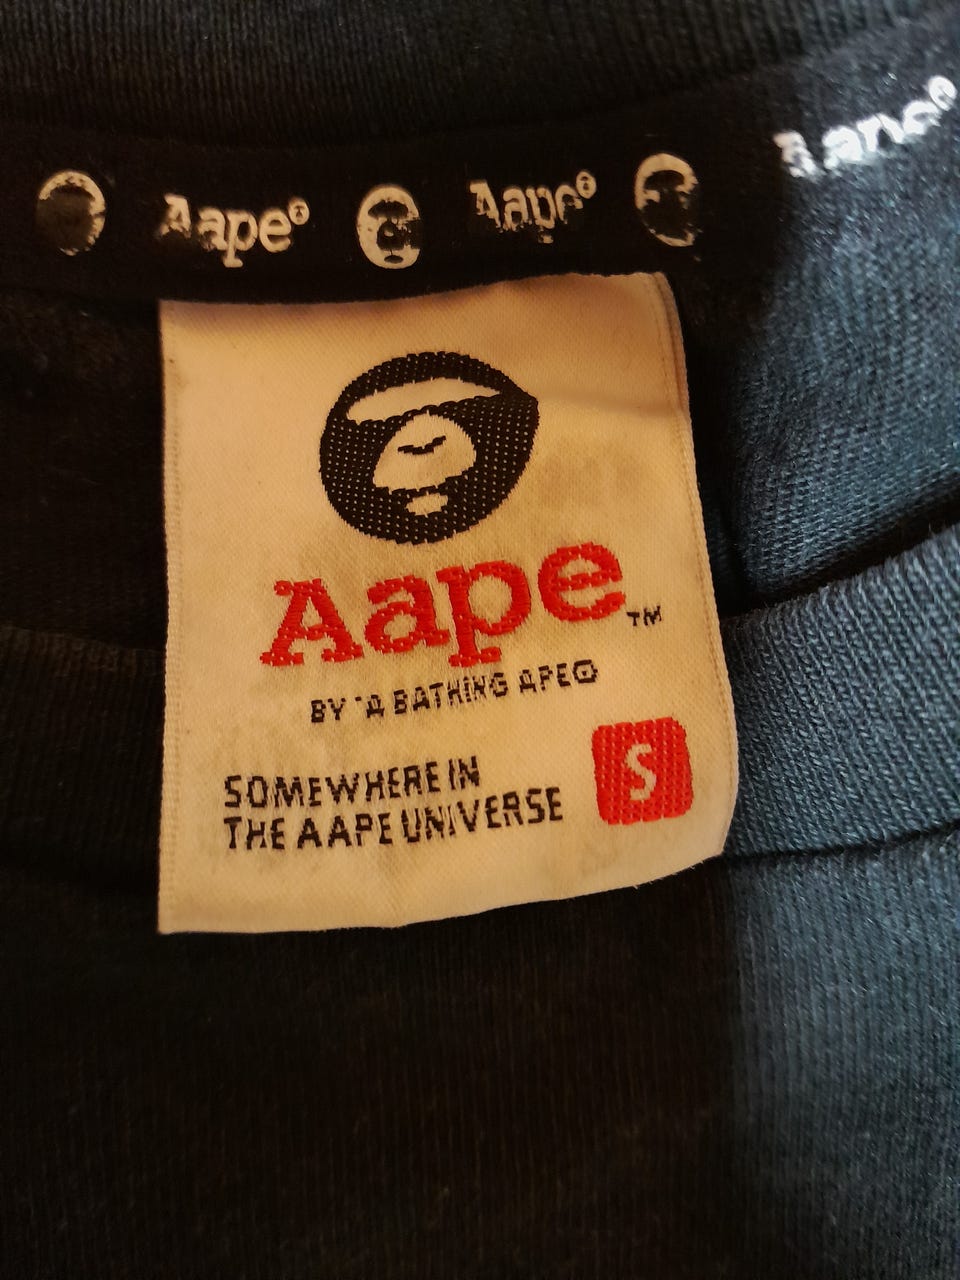 Aape®
Aape®
Aape®
Aape™
BY *A BATHING APE®
SOMEWHERE IN
THE AAPE UNIVERSE
S